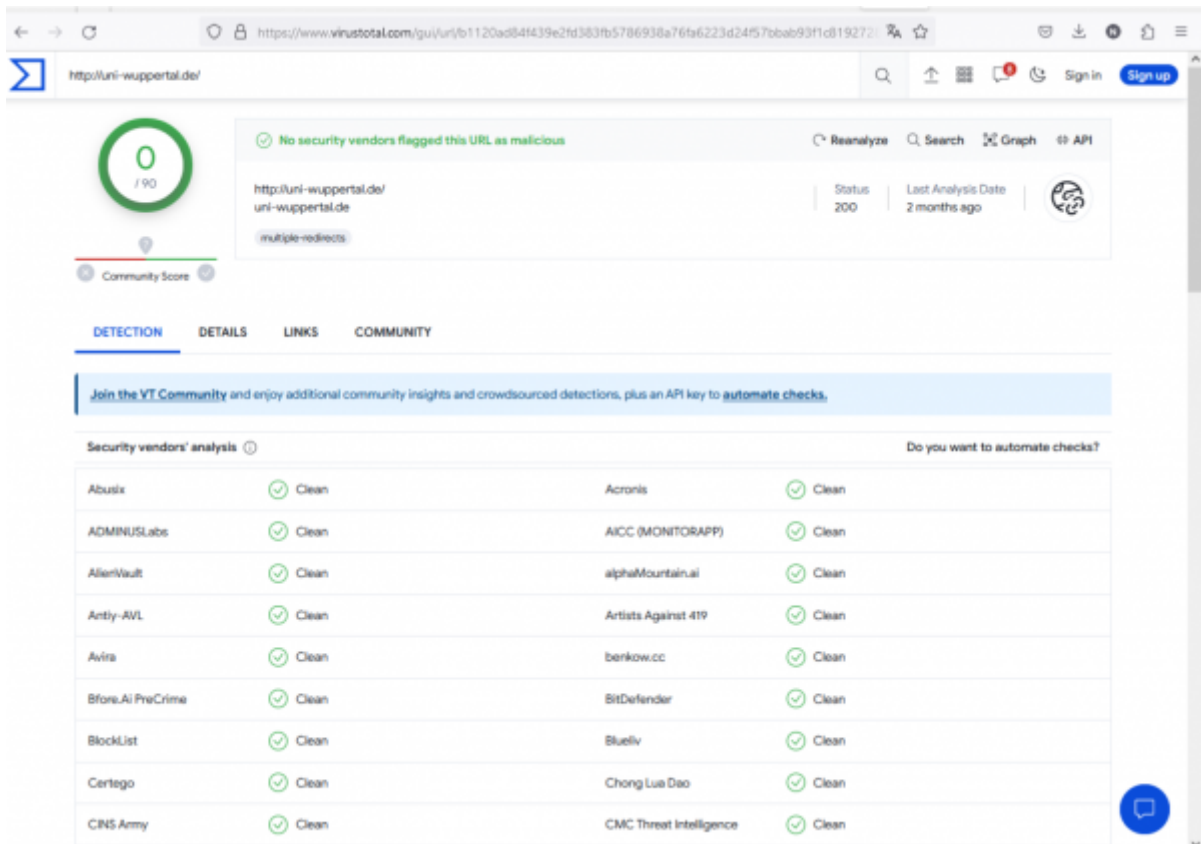 https://www.virustotal.com/gui/url/
http://uni-wuppertal.de/
Sign in
Sign up
0
/ 90
No security vendors flagged this URL as malicious
Reanalyze
Search
Graph
API
http://uni-wuppertal.de/
uni-wuppertal.de
multiple-redirects
Status
200
Last Analysis Date
2 months ago
Community Score
DETECTION
DETAILS
LINKS
COMMUNITY
Join the VT Community and enjoy additional community insights and crowdsourced detections, plus an API key to automate checks.
Security vendors' analysis
Do you want to automate checks?
Abusix Clean Acronis Clean
ADMINUSLabs Clean AICC (MONITORAPP) Clean
AlienVault Clean alphaMountain.ai Clean
Antiy-AVL Clean Artists Against 419 Clean
Avira Clean benkow.cc Clean
Bfore.Ai PreCrime Clean BitDefender Clean
BlockList Clean Blueliv Clean
Certego Clean Chong Lua Dao Clean
CINS Army Clean CMC Threat Intelligence Clean